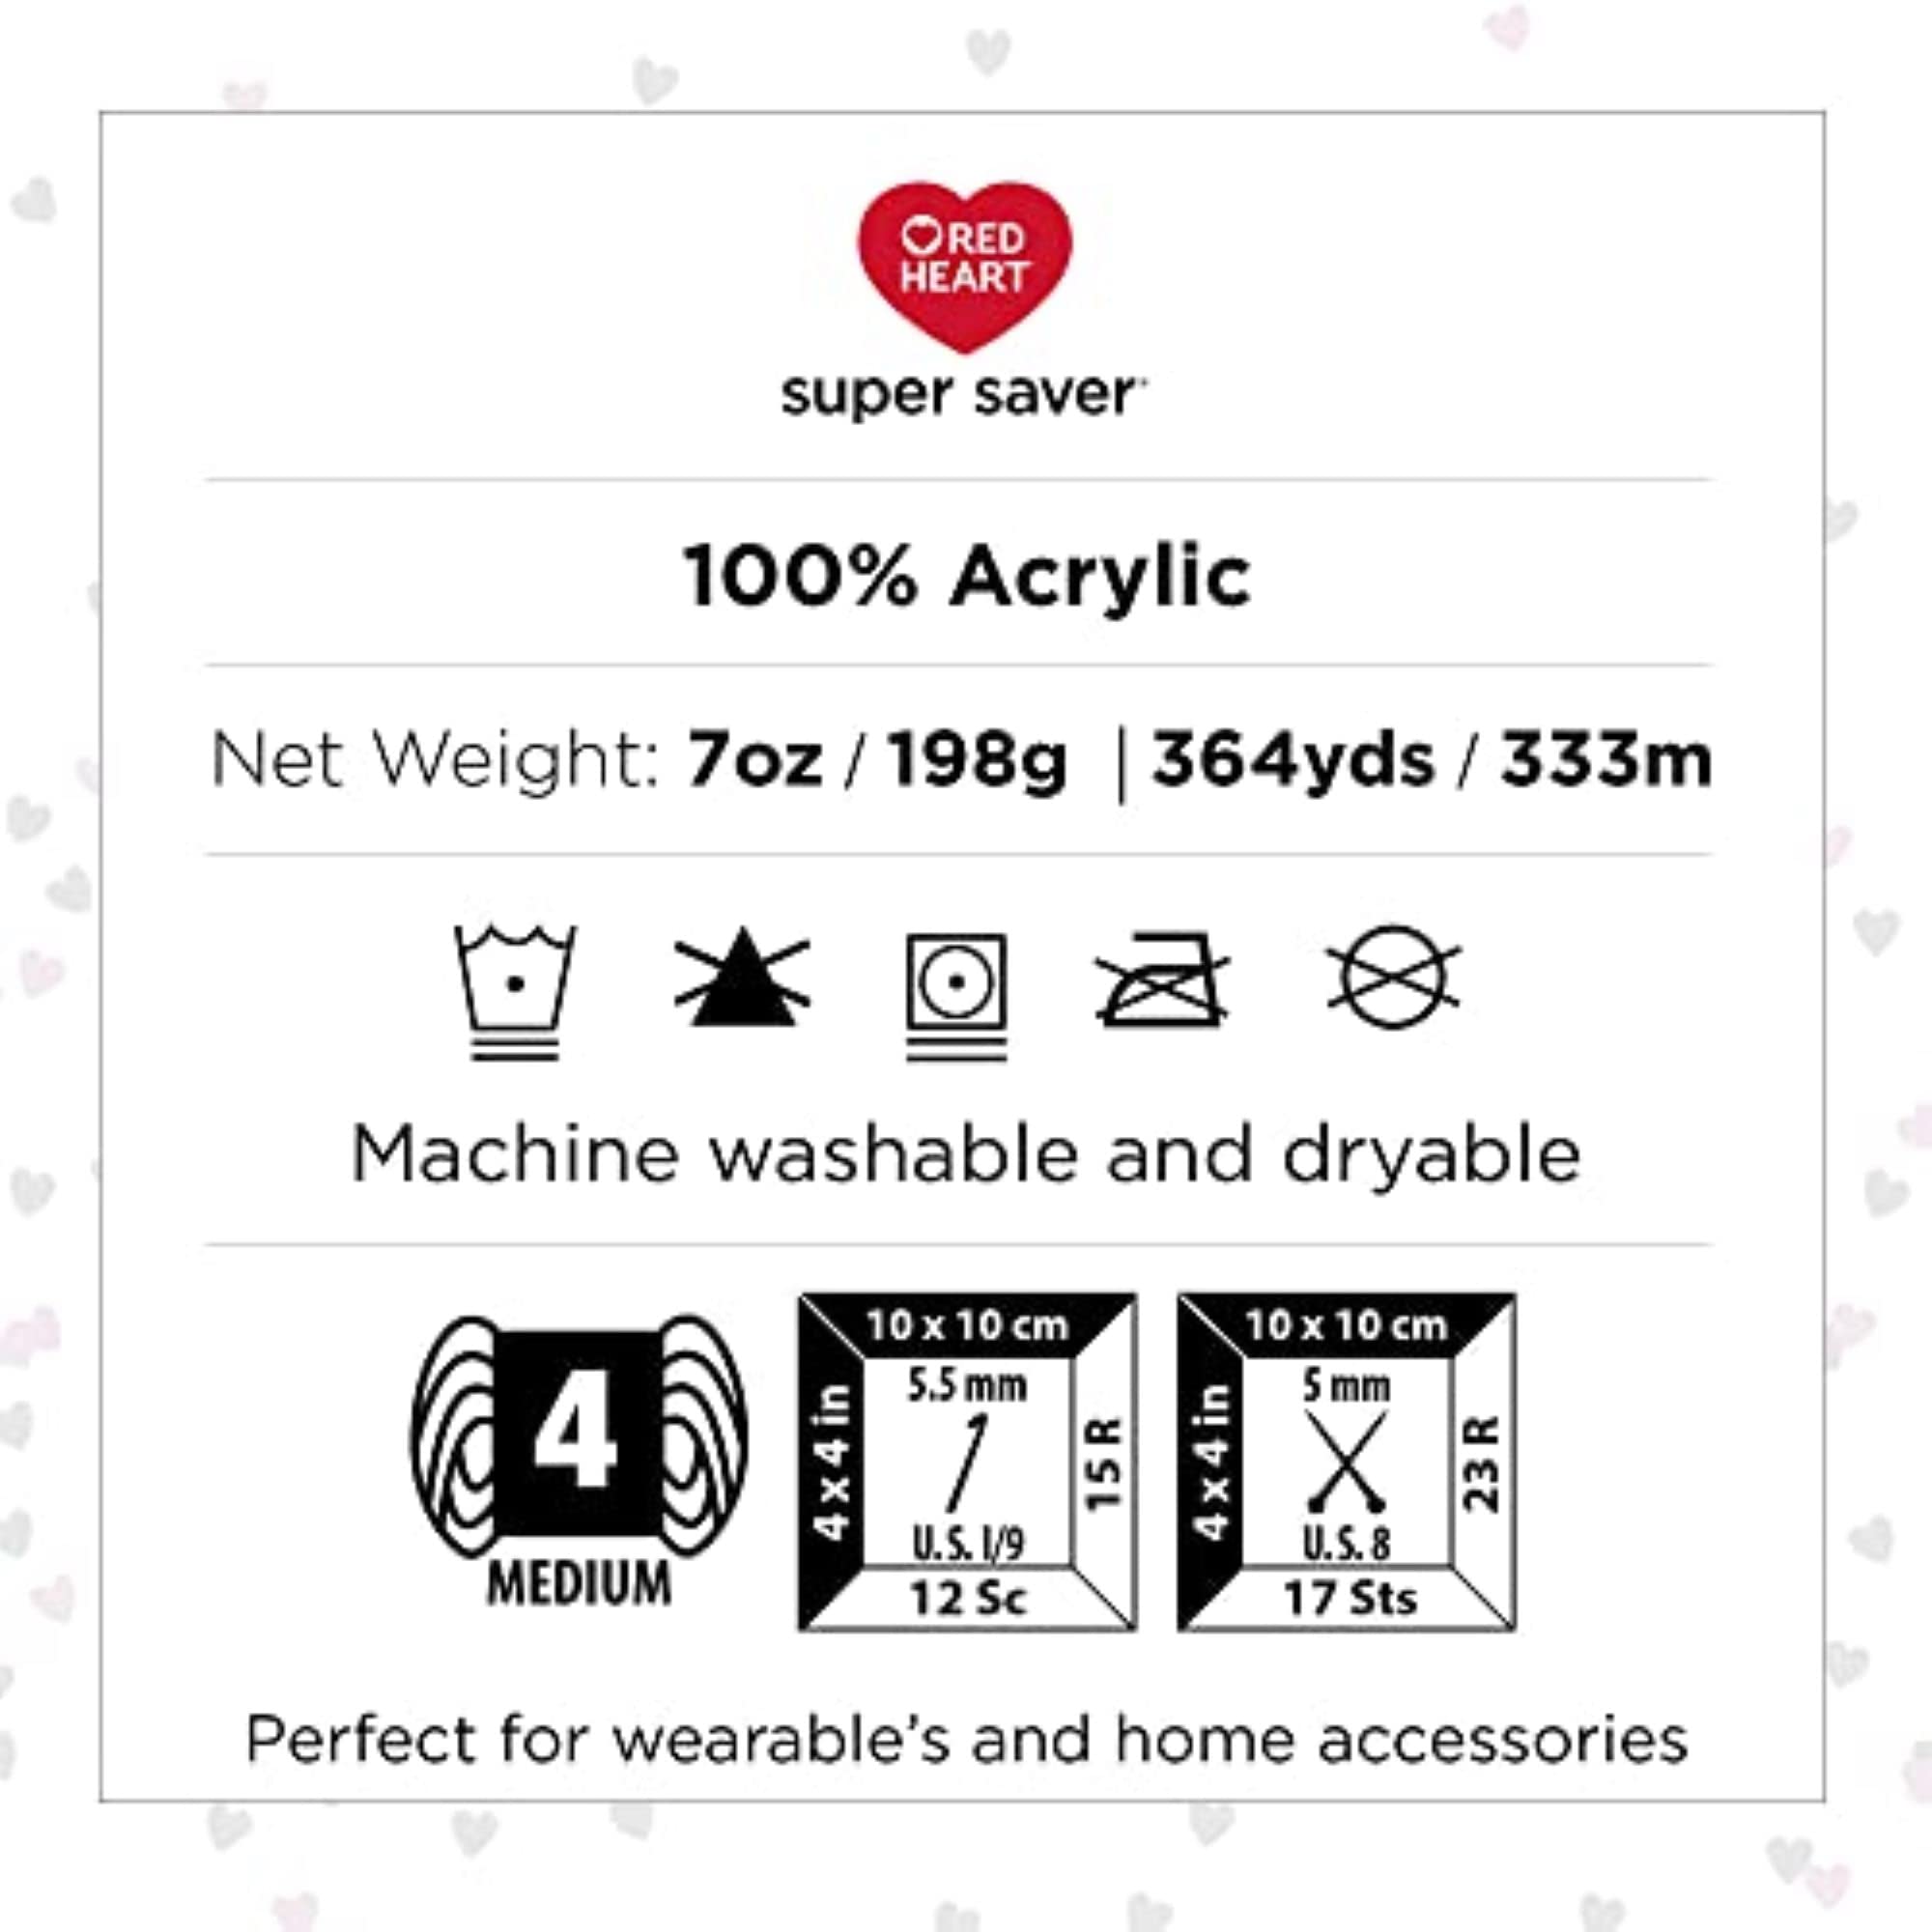 RED
HEART
super saver
100% Acrylic
Net Weight: 7oz / 198g | 364yds / 333m
Machine washable and dryable
4
MEDIUM
10 x 10 cm
4 x 4 in
5.5 mm
U.S. I/9
15 R
12 Sc
10 x 10 cm
4 x 4 in
5 mm
U.S. 8
23 R
17 Sts
Perfect for wearable's and home accessories